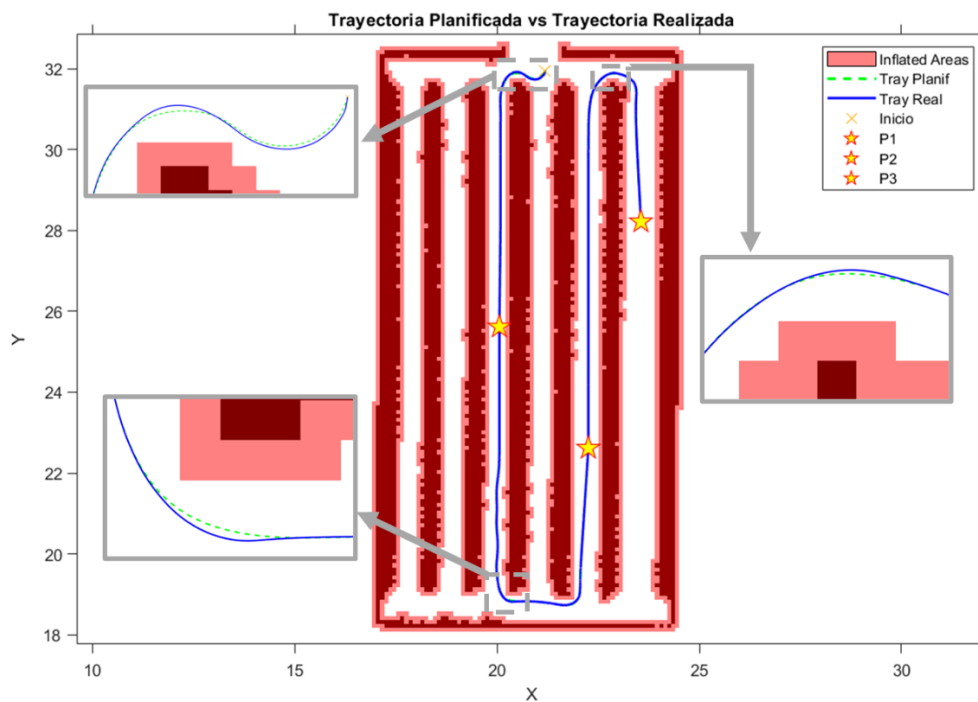 Trayectoria Planificada vs Trayectoria Realizada
Inflated Areas
Tray Planif
Tray Real
Inicio
P1
P2
P3
32
30
28
26
24
22
20
18
Y
10
15
20
25
30
X